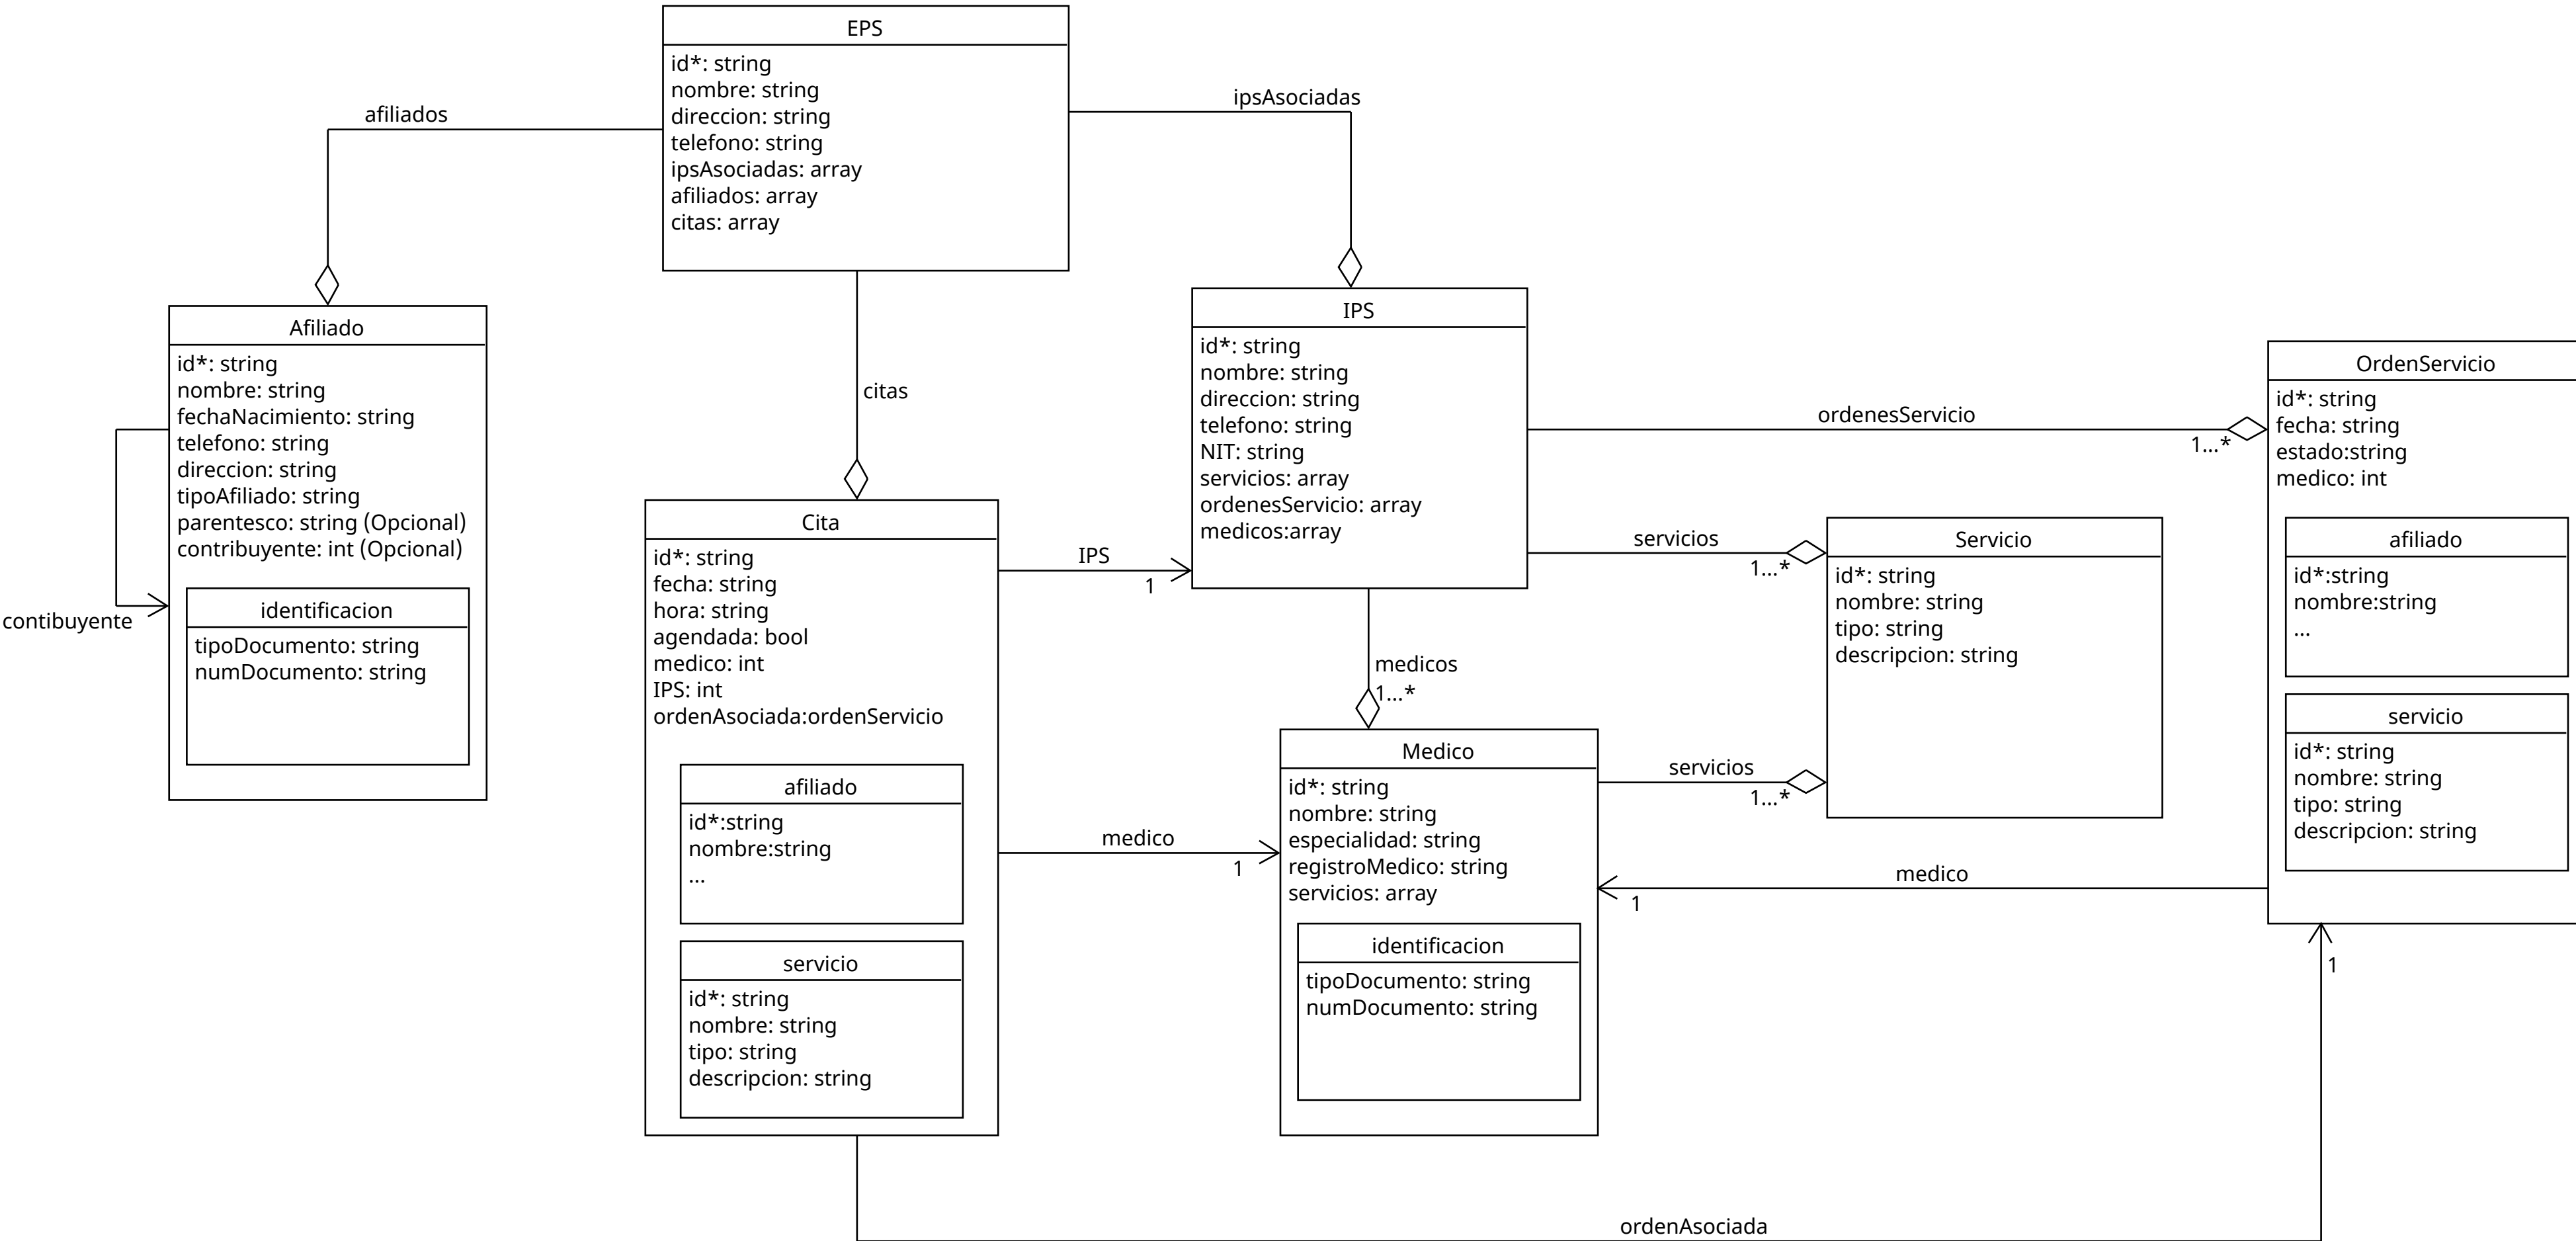 EPS
id*: string
nombre: string
direccion: string
telefono: string
ipsAsociadas: array
afiliados: array
citas: array
afiliados
ipsAsociadas
citas
Afiliado
id*: string
nombre: string
fechaNacimiento: string
telefono: string
direccion: string
tipoAfiliado: string
parentesco: string (Opcional)
contribuyente: int (Opcional)
identificacion
tipoDocumento: string
numDocumento: string
contibuyente
Cita
id*: string
fecha: string
hora: string
agendada: bool
medico: int
IPS: int
ordenAsociada:ordenServicio
afiliado
id*:string
nombre:string
...
servicio
id*: string
nombre: string
tipo: string
descripcion: string
IPS
1
medico
1
IPS
id*: string
nombre: string
direccion: string
telefono: string
NIT: string
servicios: array
ordenesServicio: array
medicos:array
ordenesServicio
1...*
servicios
1...*
medicos
1...*
Medico
id*: string
nombre: string
especialidad: string
registroMedico: string
servicios: array
identificacion
tipoDocumento: string
numDocumento: string
servicios
1...*
medico
1
Servicio
id*: string
nombre: string
tipo: string
descripcion: string
OrdenServicio
id*: string
fecha: string
estado:string
medico: int
afiliado
id*:string
nombre:string
...
servicio
id*: string
nombre: string
tipo: string
descripcion: string
1
ordenAsociada